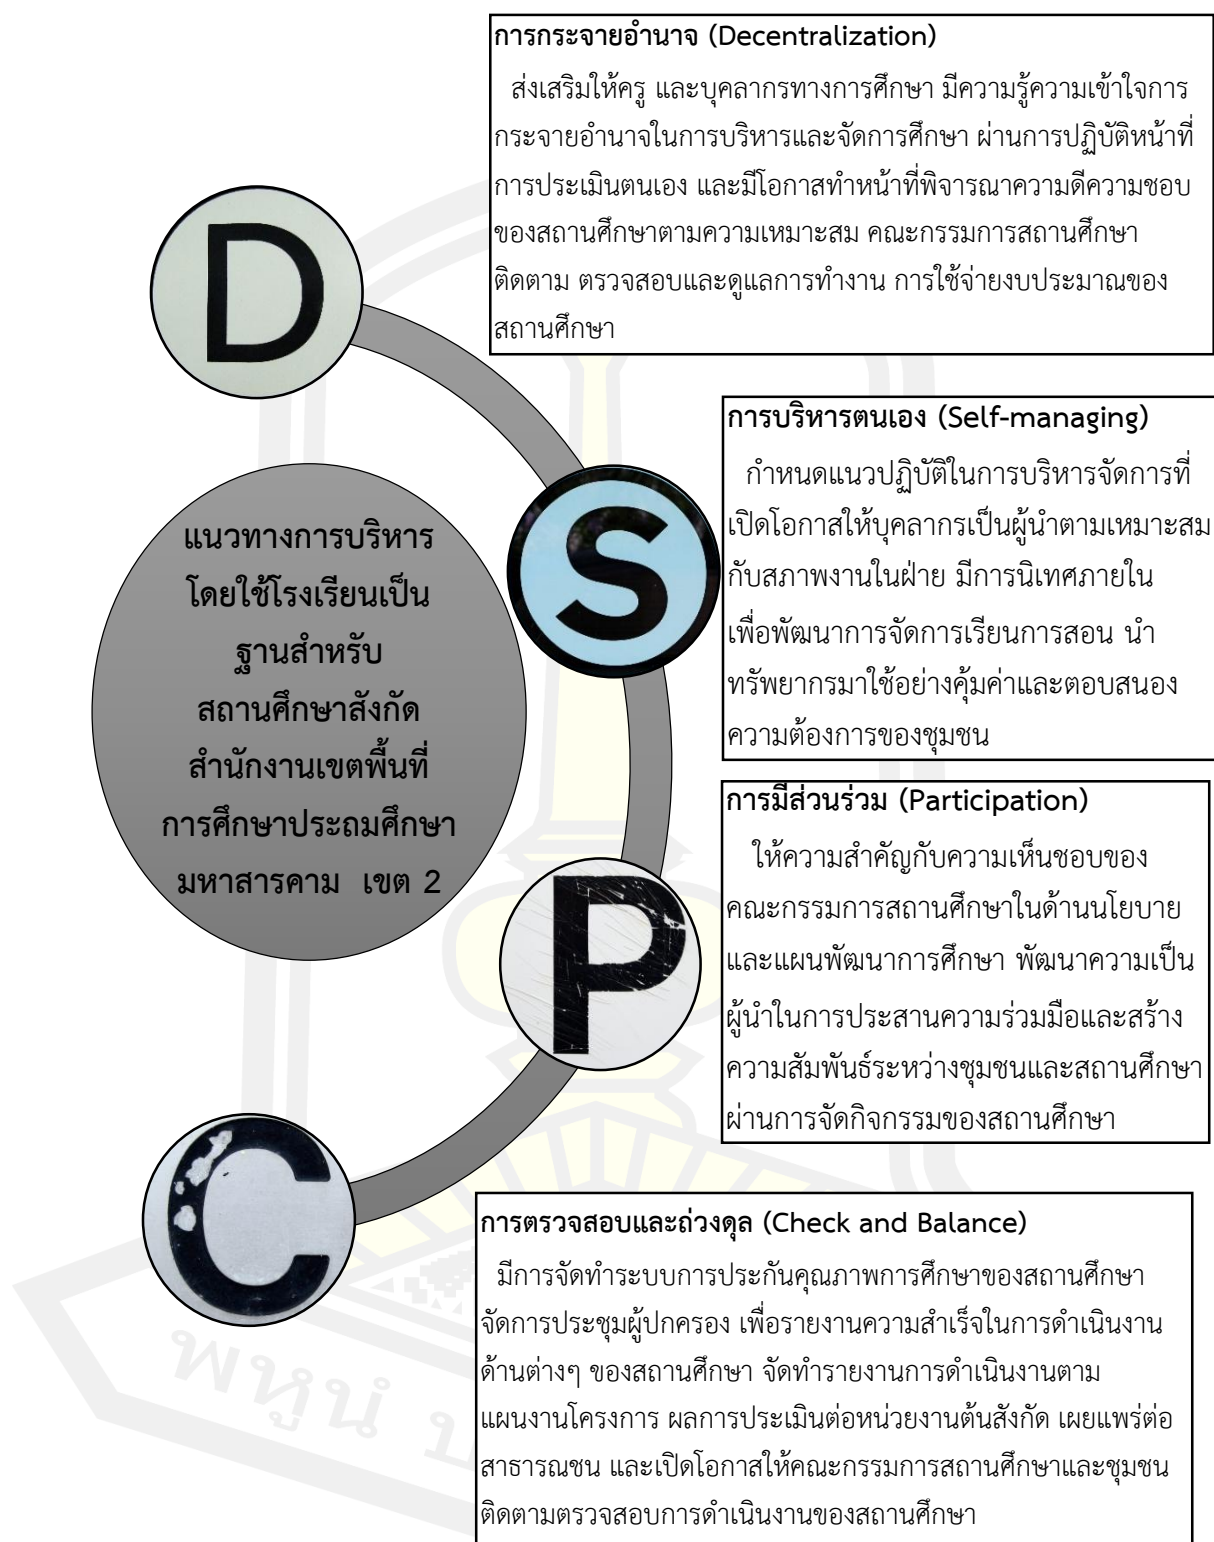 การกระจายอำนาจ (Decentralization)
ส่งเสริมให้ครู และบุคลากรทางการศึกษา มีความรู้ความเข้าใจการ
กระจายอำนาจในการบริหารและจัดการศึกษา ผ่านการปฏิบัติหน้าที่
การประเมินตนเอง และมีโอกาสทำหน้าที่พิจารณาความดีความชอบ
ของสถานศึกษาตามความเหมาะสม คณะกรรมการสถานศึกษา
ติดตาม ตรวจสอบและดูแลการทำงาน การใช้จ่ายงบประมาณของ
สถานศึกษา
D
การบริหารตนเอง (Self-managing)
กำหนดแนวปฏิบัติในการบริหารจัดการที่
เปิดโอกาสให้บุคลากรเป็นผู้นำตามเหมาะสม
กับสภาพงานในฝ่าย มีการนิเทศภายใน
เพื่อพัฒนาการจัดการเรียนการสอน นำ
ทรัพยากรมาใช้อย่างคุ้มค่าและตอบสนอง
ความต้องการของชุมชน
S
แนวทางการบริหาร
โดยใช้โรงเรียนเป็น
ฐานสำหรับ
สถานศึกษาสังกัด
สำนักงานเขตพื้นที่
การศึกษาประถมศึกษา
มหาสารคาม เขต 2
การมีส่วนร่วม (Participation)
ให้ความสำคัญกับความเห็นชอบของ
คณะกรรมการสถานศึกษาในด้านนโยบาย
และแผนพัฒนาการศึกษา พัฒนาความเป็น
ผู้นำในการประสานความร่วมมือและสร้าง
ความสัมพันธ์ระหว่างชุมชนและสถานศึกษา
ผ่านการจัดกิจกรรมของสถานศึกษา
P
C
การตรวจสอบและถ่วงดุล (Check and Balance)
มีการจัดทำระบบการประกันคุณภาพการศึกษาของสถานศึกษา
จัดการประชุมผู้ปกครอง เพื่อรายงานความสำเร็จในการดำเนินงาน
ด้านต่างๆ ของสถานศึกษา จัดทำรายงานการดำเนินงานตาม
แผนงานโครงการ ผลการประเมินต่อหน่วยงานต้นสังกัด เผยแพร่ต่อ
สาธารณชน และเปิดโอกาสให้คณะกรรมการสถานศึกษาและชุมชน
ติดตามตรวจสอบการดำเนินงานของสถานศึกษา
พหูนํ